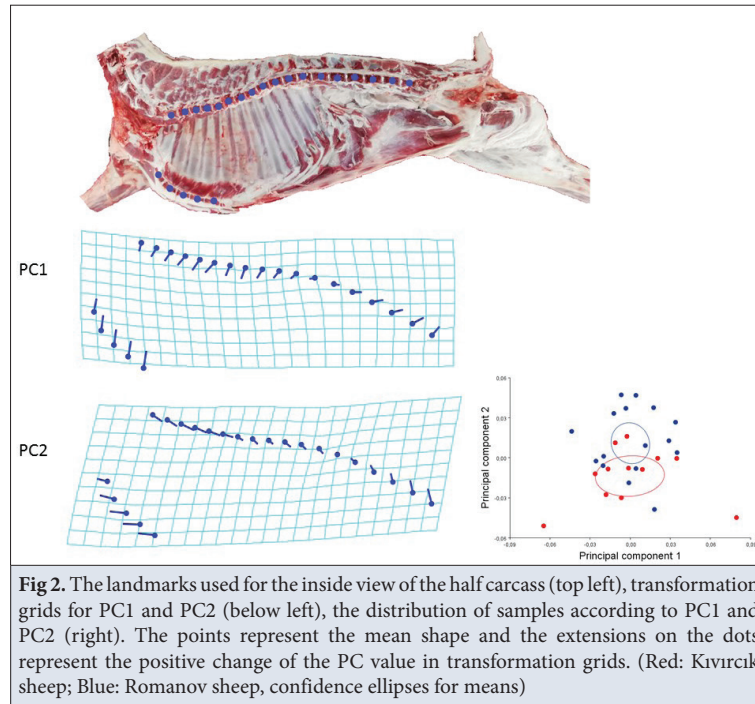 PC1
PC2
Principal component 2
0.06
0.03
0.00
-0.03
-0.06
-0,09
-0,06
-0,03
0,00
0,03
0,06
0,09
Principal component 1
Fig 2. The landmarks used for the inside view of the half carcass (top left), transformation
grids for PC1 and PC2 (below left), the distribution of samples according to PC1 and
PC2 (right). The points represent the mean shape and the extensions on the dots
represent the positive change of the PC value in transformation grids. (Red: Kıvırcık
sheep; Blue: Romanov sheep, confidence ellipses for means)